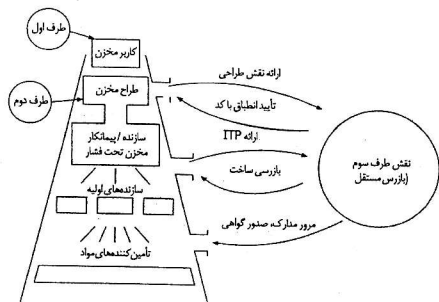 طرف اول
کاربر مخزن
طراح مخزن
طرف دوم
سازنده / پیمانکار
مخزن تحت فشار
سازنده‌های اولیه
تأمین کننده‌های مواد
ارائه نقش طراحی
تأیید انطباق با کد
ارائه ITP
بازرسی ساخت
مرور مدارک، صدور گواهی
نقش طرف سوم
(بازرس مستقل